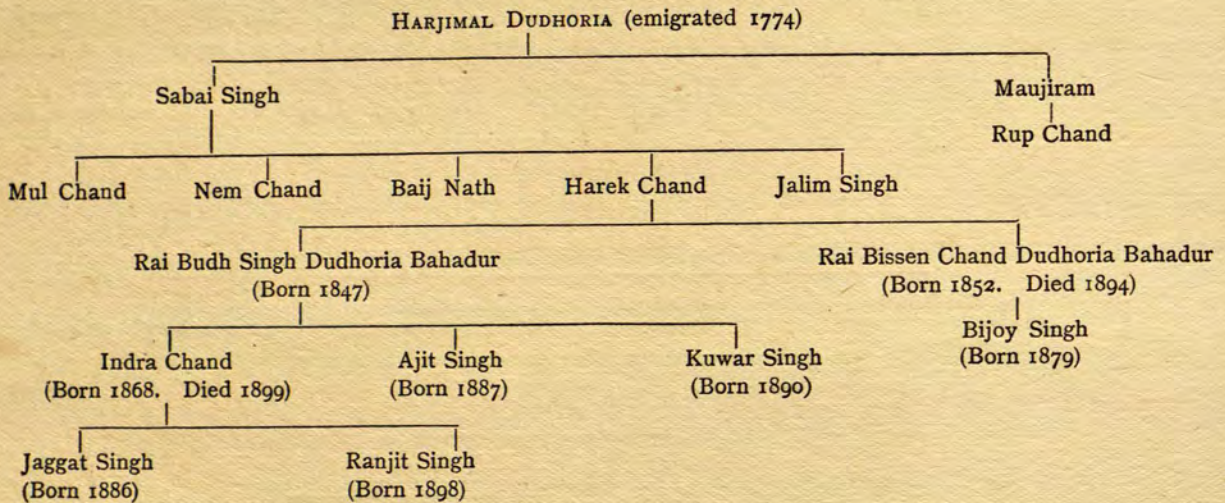 HARJIMAL DUDHORIA (emigrated 1774)
Sabai Singh
Maujiram
Rup Chand
Mul Chand
Nem Chand
Baij Nath
Harek Chand
Jalim Singh
Rai Budh Singh Dudhoria Bahadur
(Born 1847)
Rai Bissen Chand Dudhoria Bahadur
(Born 1852. Died 1894)
Bijoy Singh
(Born 1879)
Indra Chand
(Born 1868. Died 1899)
Ajit Singh
(Born 1887)
Kuwar Singh
(Born 1890)
Jaggat Singh
(Born 1886)
Ranjit Singh
(Born 1898)